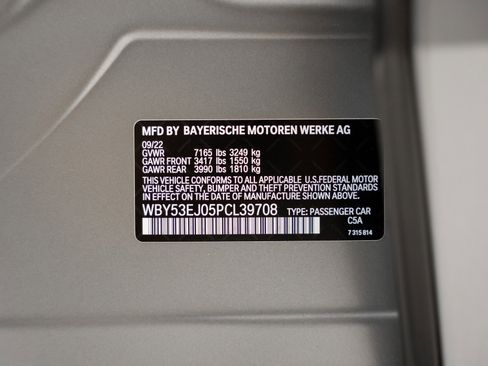 MFD BY BAYERISCHE MOTOREN WERKE AG
09/22
GVWR 7165 lbs 3249 kg
GAWR FRONT 3417 lbs 1550 kg
GAWR REAR 3990 lbs 1810 kg
THIS VEHICLE CONFORMS TO ALL APPLICABLE U.S.FEDERAL MOTOR
VEHICLE SAFETY, BUMPER AND THEFT PREVENTION STANDARDS
IN EFFECT ON THE DATE OF MANUFACTURE SHOWN ABOVE.
WBY53EJ05PCL39708 TYPE: PASSENGER CAR
C5A
7 315 814